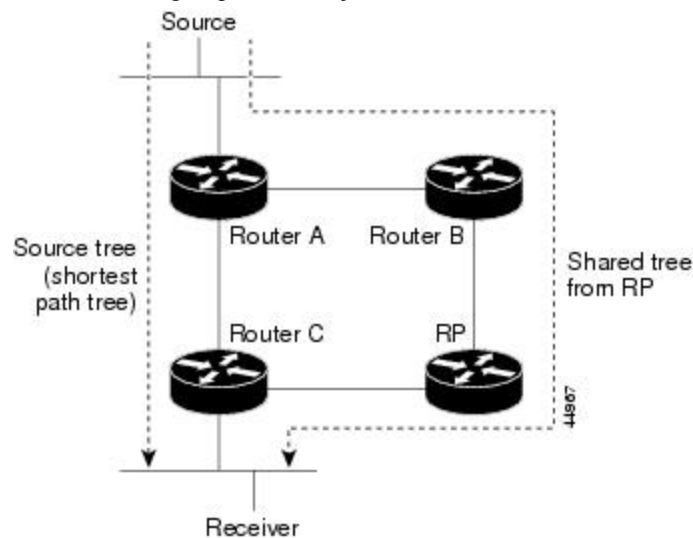 Source
Router A
Router B
Source tree
(shortest
path tree)
Shared tree
from RP
Router C
RP
44967
Receiver